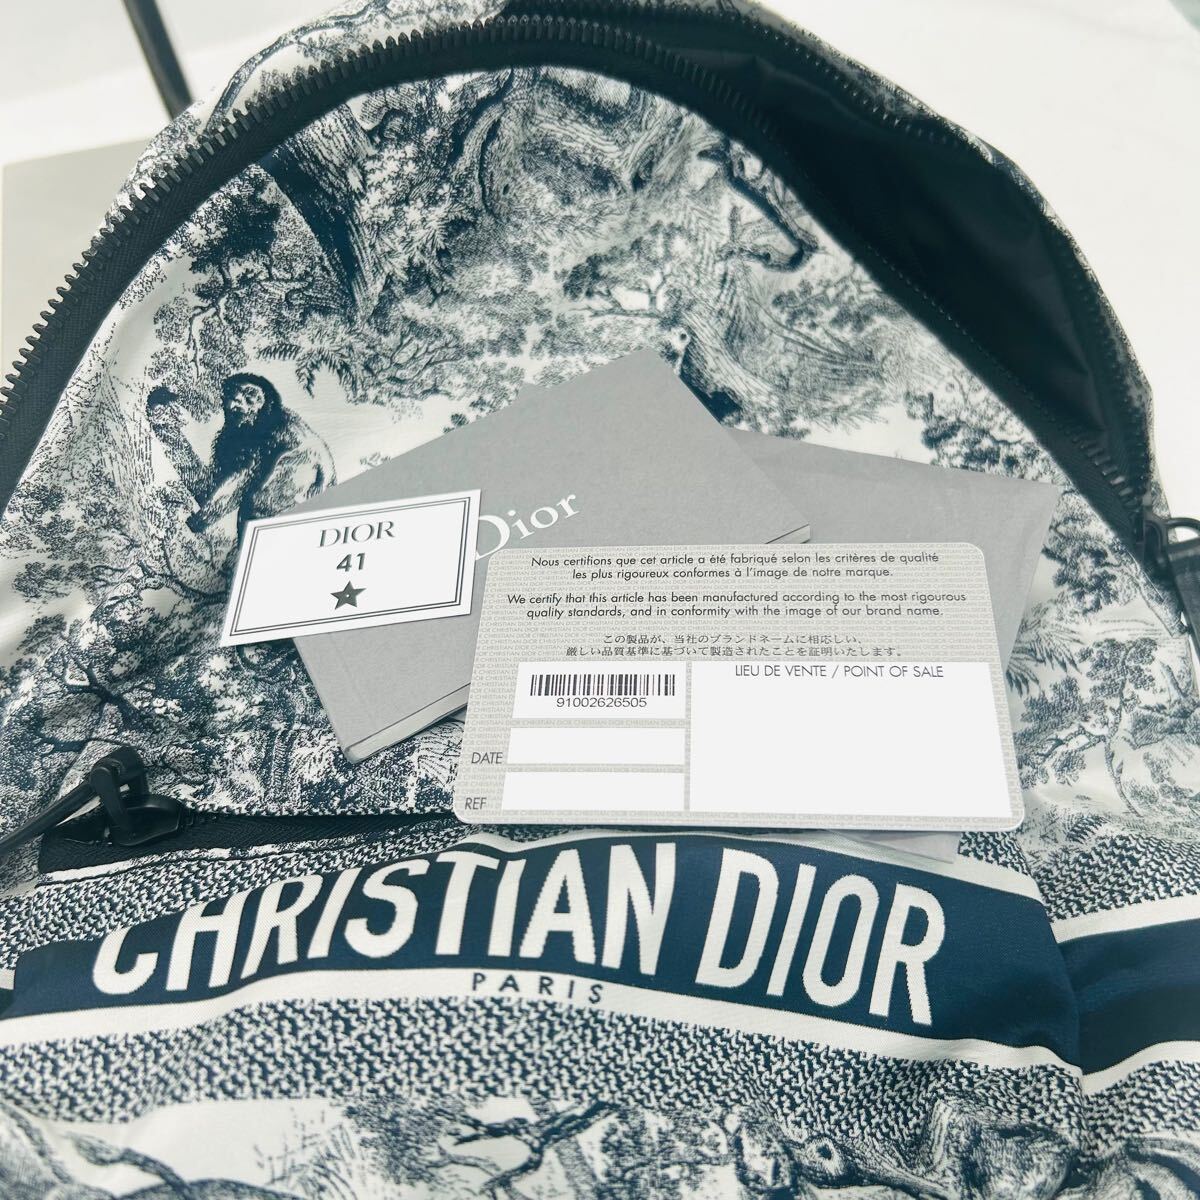 DIOR
41
Dior
Nous certifions que cet article a été fabriqué selon les critères de qualité
les plus rigoureux conformes à l'image de notre marque.
We certify that this article has been manufactured according to the most rigourous
quality standards, and in conformity with the image of our brand name.
この製品が、当社のブランドネームに相応しい、
厳しい品質基準に基づいて製造されたことを証明いたします。
91002626505
LIEU DE VENTE / POINT OF SALE
DATE
REF
CHRISTIAN DIOR
PARIS